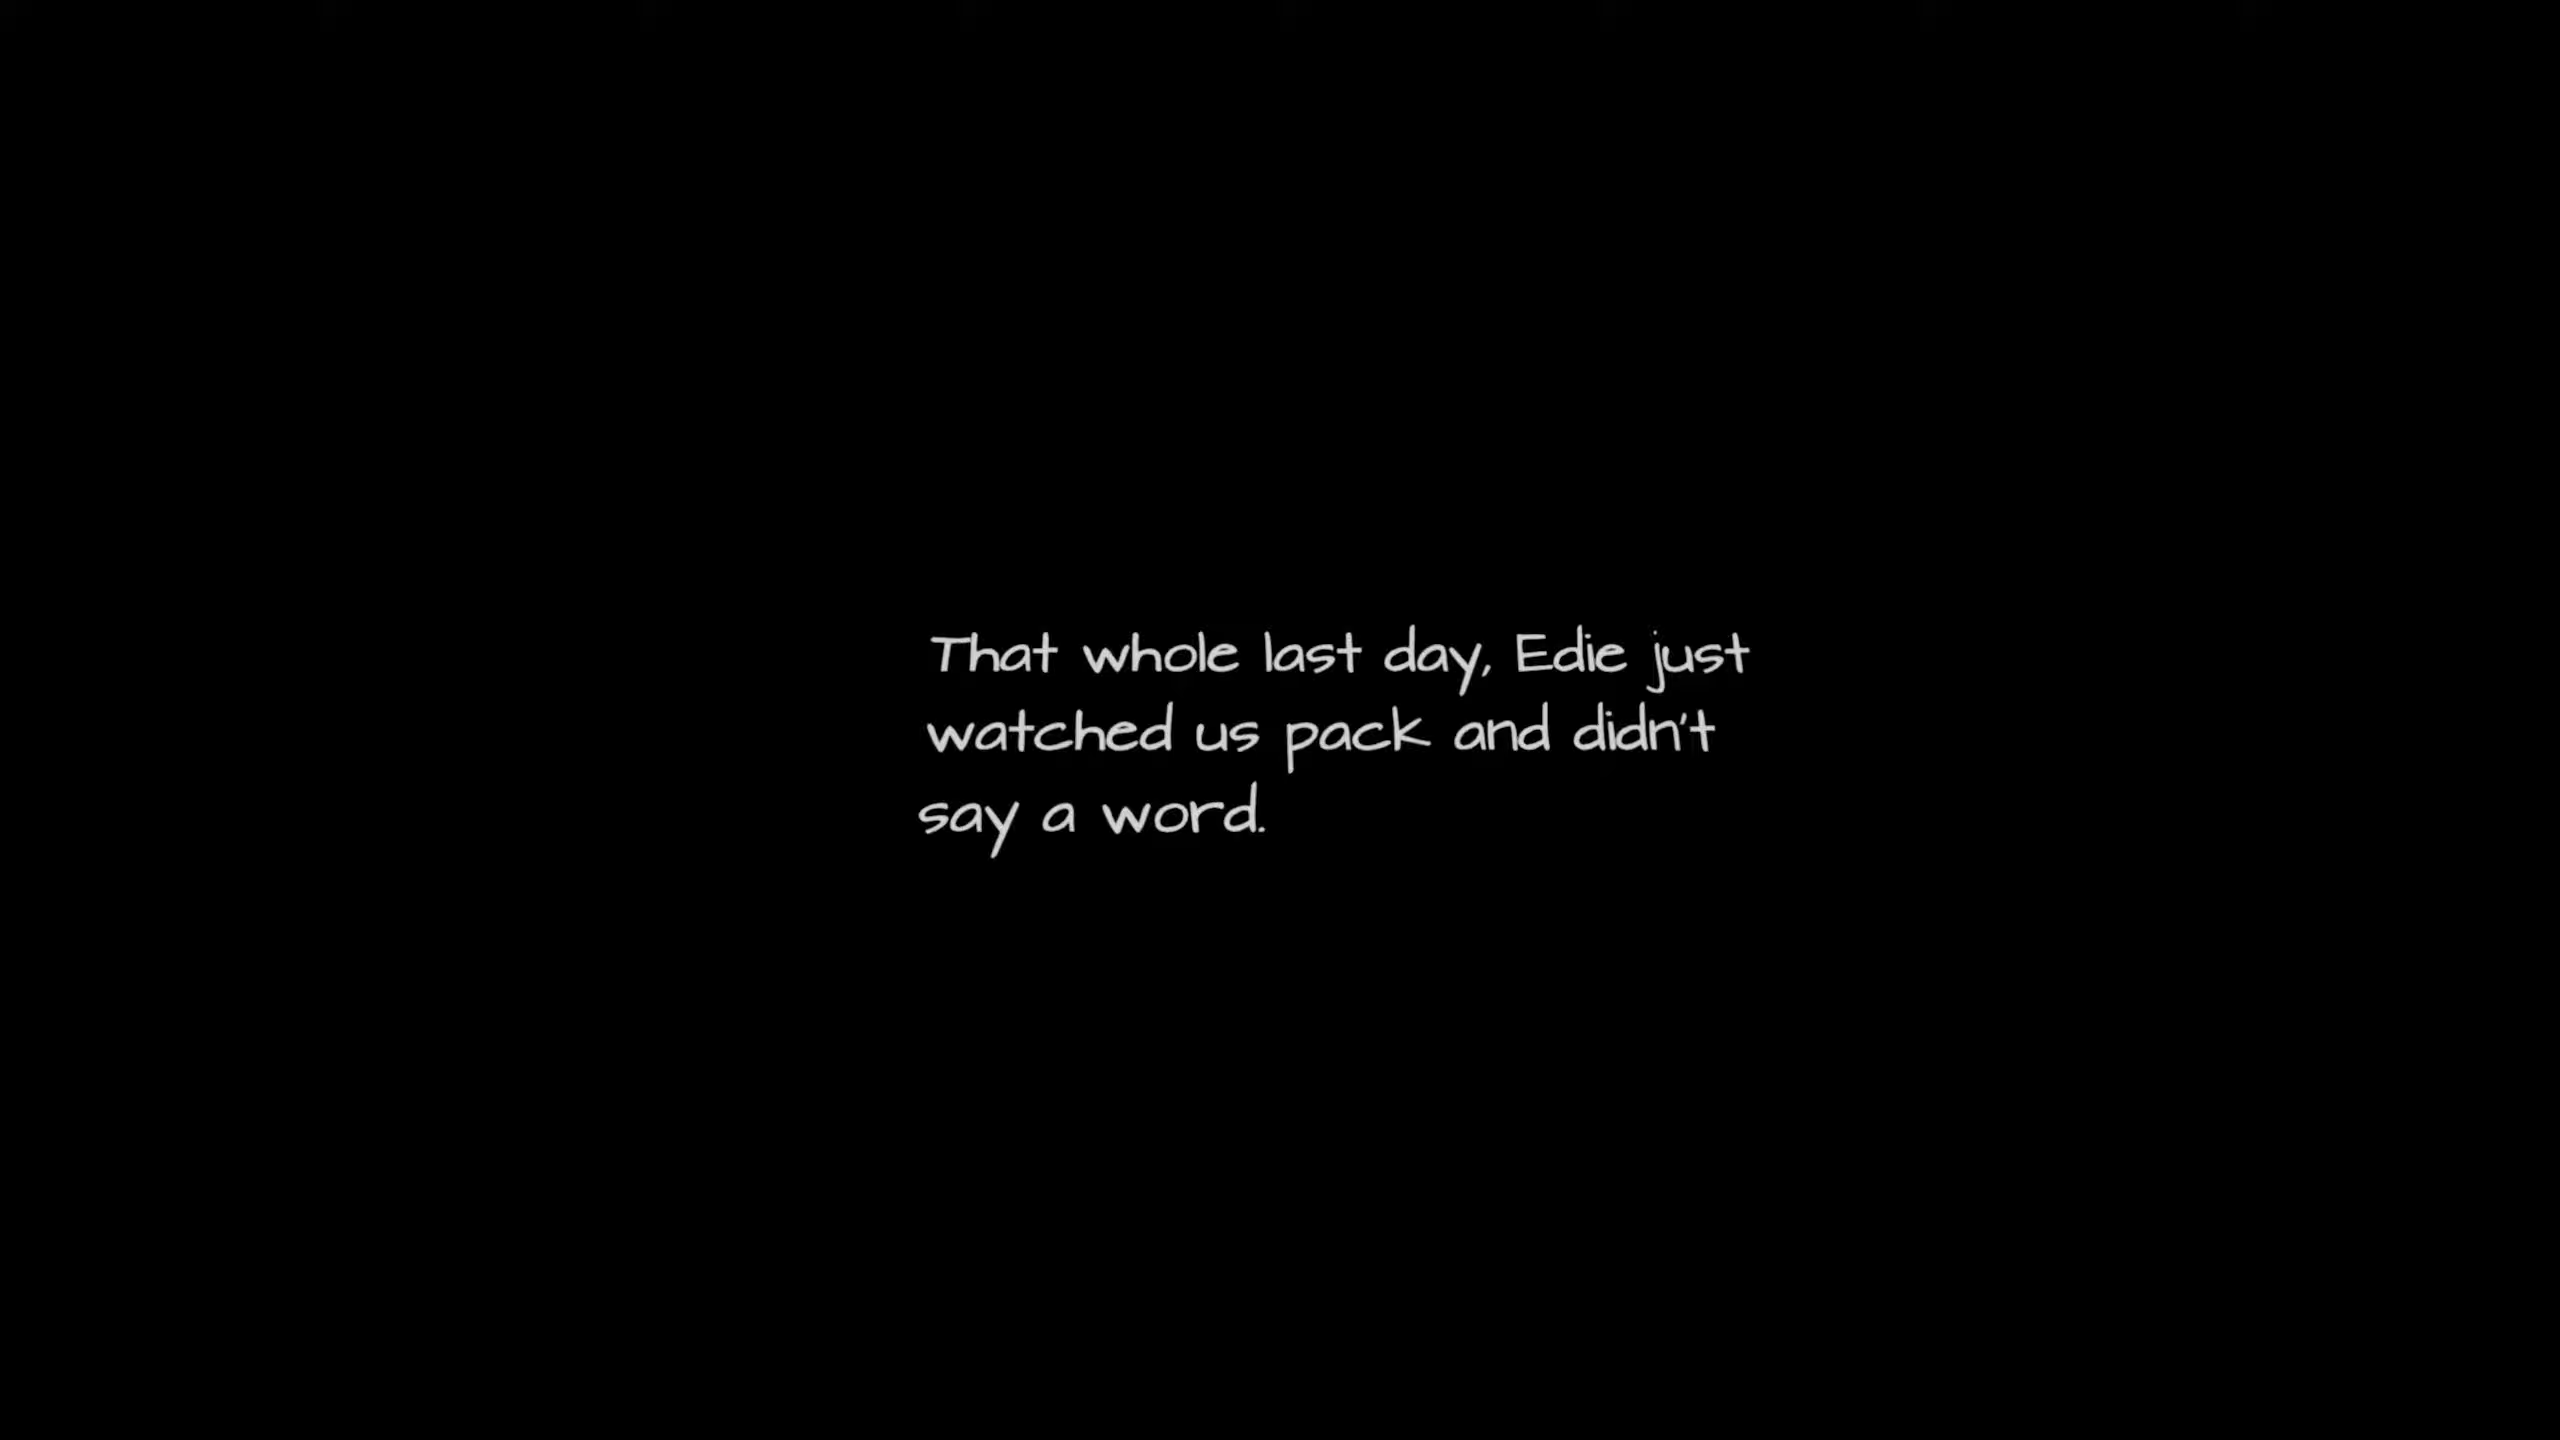 That whole last day, Edie just
watched us pack and didn't
say a word.